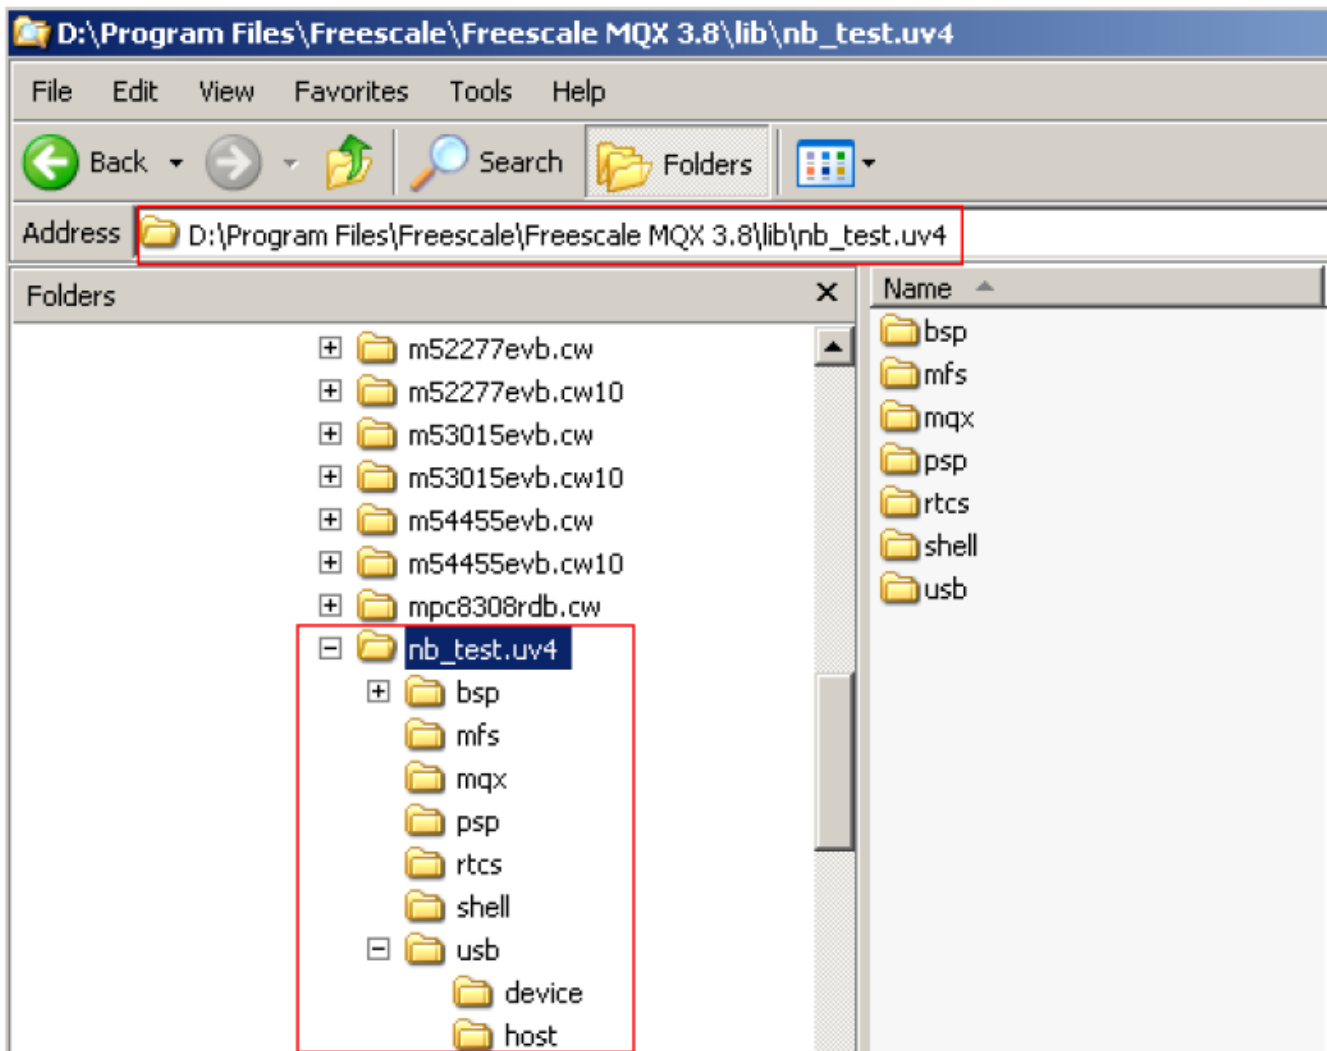 D:\Program Files\Freescale\Freescale MQX 3.8\lib\nb_test.uv4
File Edit View Favorites Tools Help
Back Search Folders
Address D:\Program Files\Freescale\Freescale MQX 3.8\lib\nb_test.uv4
Folders
m52277evb.cw
m52277evb.cw10
m53015evb.cw
m53015evb.cw10
m54455evb.cw
m54455evb.cw10
mpc8308rdb.cw
nb_test.uv4
bsp
mfs
mqx
psp
rtcs
shell
usb
device
host
Name
bsp
mfs
mqx
psp
rtcs
shell
usb